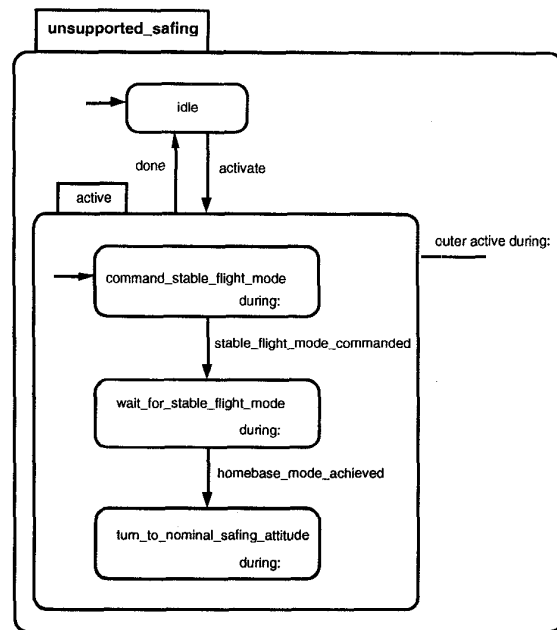 unsupported_safing
idle
done
activate
active
outer active during:
command_stable_flight_mode
during:
stable_flight_mode_commanded
wait_for_stable_flight_mode
during:
homebase_mode_achieved
turn_to_nominal_safing_attitude
during: